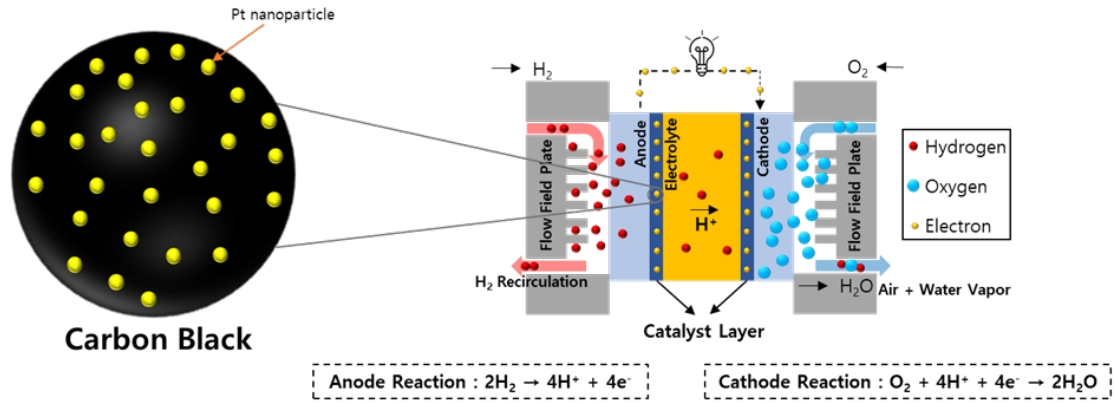 Pt nanoparticle
Carbon Black
H₂
O₂
Flow Field Plate
Anode
Electrolyte
Cathode
Flow Field Plate
H⁺
Hydrogen
Oxygen
Electron
H₂ Recirculation
H₂O
Air + Water Vapor
Catalyst Layer
Anode Reaction : 2H₂ → 4H⁺ + 4e⁻
Cathode Reaction : O₂ + 4H⁺ + 4e⁻ → 2H₂O